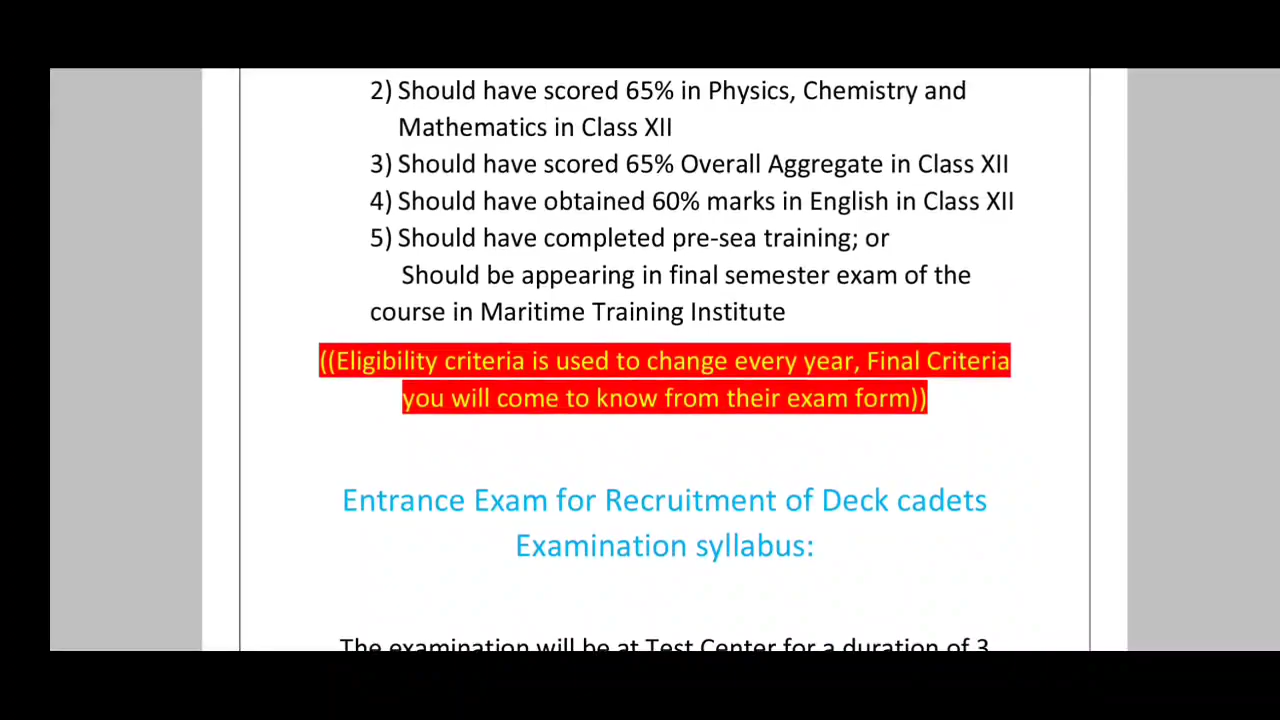 2) Should have scored 65% in Physics, Chemistry and
Mathematics in Class XII
3) Should have scored 65% Overall Aggregate in Class XII
4) Should have obtained 60% marks in English in Class XII
5) Should have completed pre-sea training; or
Should be appearing in final semester exam of the
course in Maritime Training Institute
((Eligibility criteria is used to change every year, Final Criteria
you will come to know from their exam form))
Entrance Exam for Recruitment of Deck cadets
Examination syllabus:
The examination will be at Test Center for a duration of 3